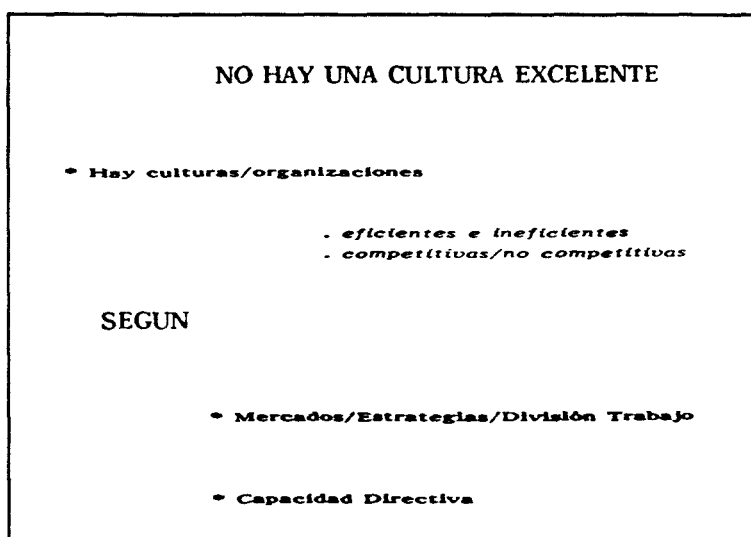 NO HAY UNA CULTURA EXCELENTE
* Hay culturas/organizaciones
. eficientes e ineficientes
. competitivas/no competitivas
SEGUN
* Mercados/Estrategias/División Trabajo
* Capacidad Directiva